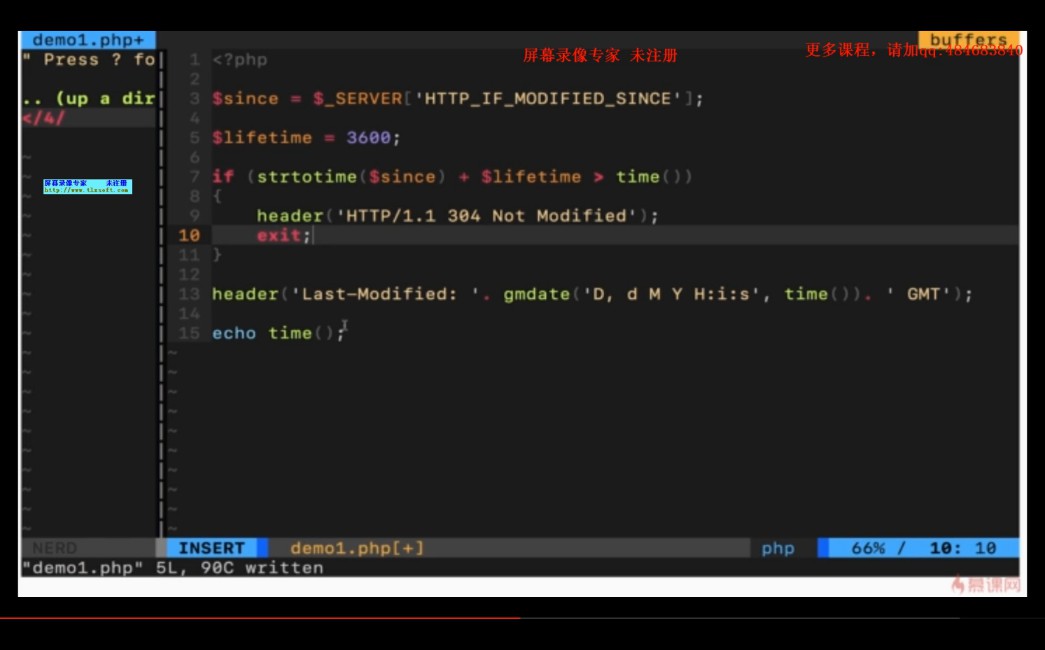 demo1.php+
buffers
屏幕录像专家 未注册
更多课程，请加qq:484683840
" Press ? fo
.. (up a dir
</4/
屏幕录像专家 未注册
http://www.tlxsoft.com
1 <?php
2
3 $since = $_SERVER['HTTP_IF_MODIFIED_SINCE'];
4
5 $lifetime = 3600;
6
7 if (strtotime($since) + $lifetime > time())
8 {
9 header('HTTP/1.1 304 Not Modified');
10 exit;
11 }
12
13 header('Last-Modified: '. gmdate('D, d M Y H:i:s', time()). ' GMT');
14
15 echo time();
NERD
INSERT demo1.php[+]
php 66% / 10: 10
"demo1.php" 5L, 90C written
慕课网